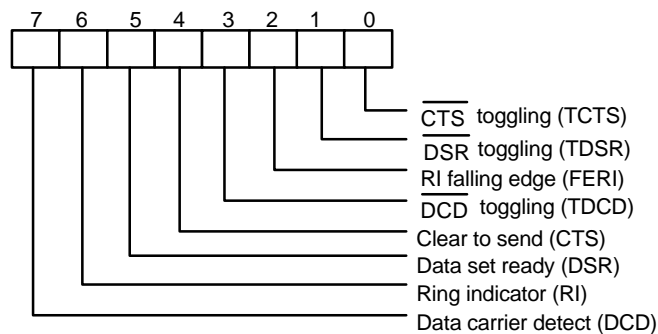 7 6 5 4 3 2 1 0
CTS toggling (TCTS)
DSR toggling (TDSR)
RI falling edge (FERI)
DCD toggling (TDCD)
Clear to send (CTS)
Data set ready (DSR)
Ring indicator (RI)
Data carrier detect (DCD)